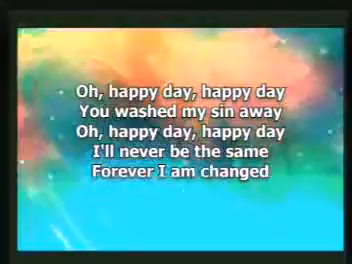 Oh, happy day, happy day
You washed my sin away
Oh, happy day, happy day
I'll never be the same
Forever I am changed